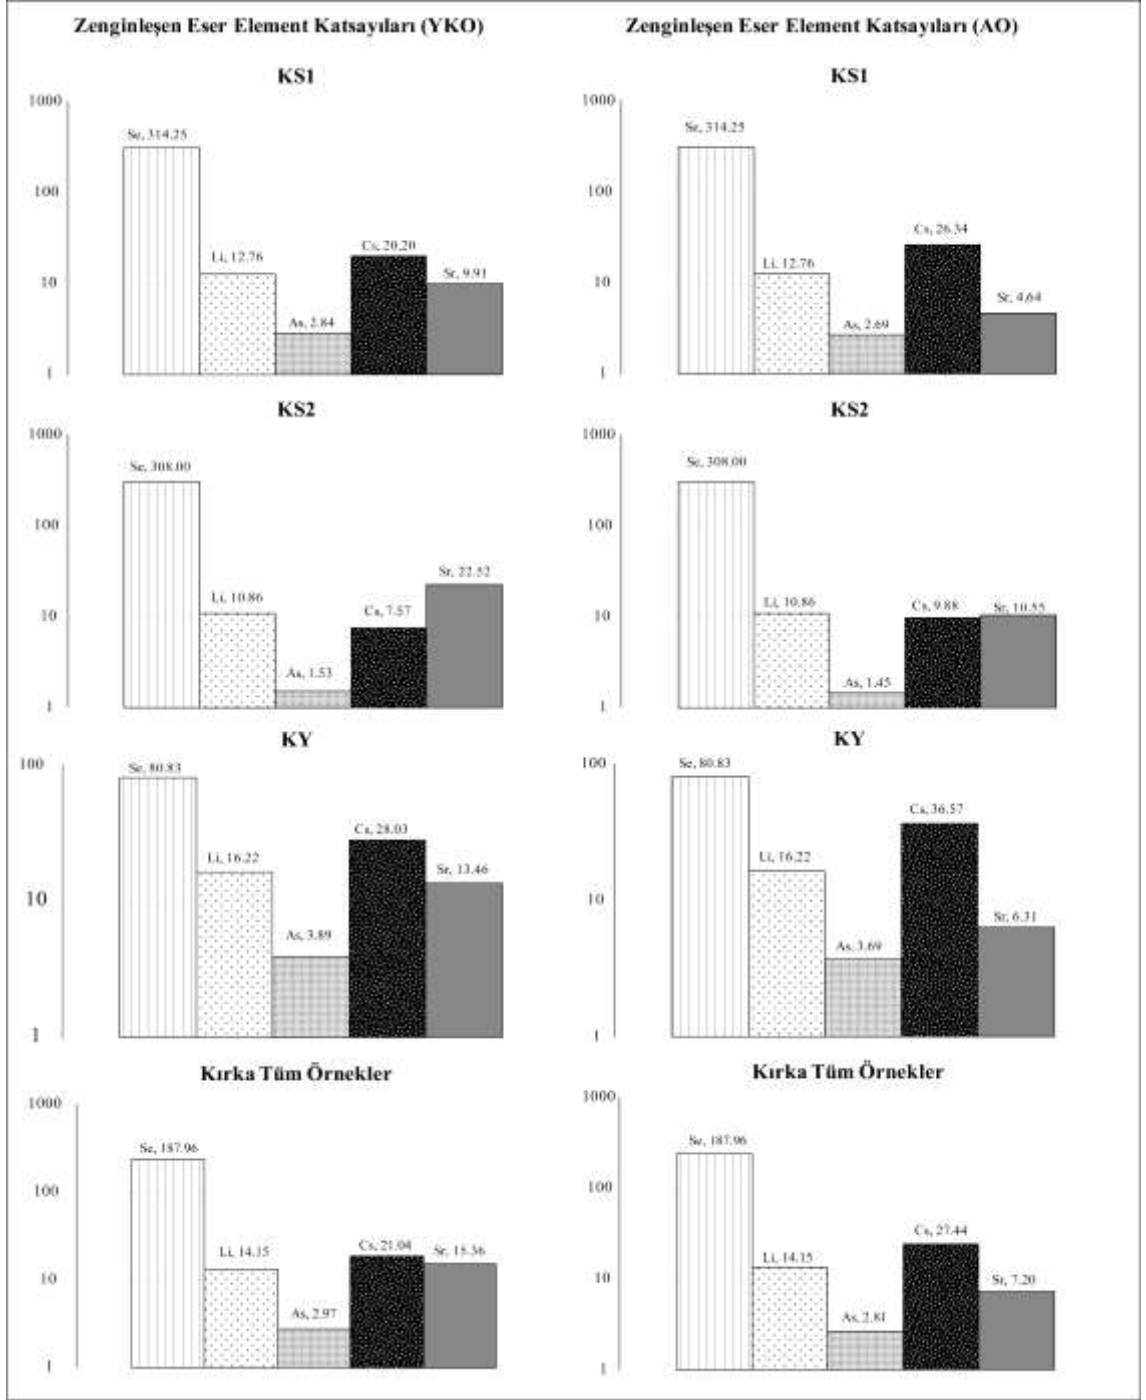 Zenginleşen Eser Element Katsayıları (YKO)
KS1
1000
100
10
1
Se, 314.25
Li, 12.76
As, 2.84
Cs, 20.20
Sr, 9.91
KS2
1000
100
10
1
Se, 308.00
Li, 10.86
As, 1.53
Cs, 7.57
Sr, 22.52
KY
100
10
1
Se, 80.83
Li, 16.22
As, 3.89
Cs, 28.03
Sr, 13.46
Kırka Tüm Örnekler
1000
100
10
1
Se, 187.96
Li, 14.15
As, 2.97
Cs, 21.04
Sr, 15.36
Zenginleşen Eser Element Katsayıları (AO)
KS1
1000
100
10
1
Se, 314.25
Li, 12.76
As, 2.69
Cs, 26.34
Sr, 4.64
KS2
1000
100
10
1
Se, 308.00
Li, 10.86
As, 1.45
Cs, 9.88
Sr, 10.55
KY
100
10
1
Se, 80.83
Li, 16.22
As, 3.69
Cs, 36.57
Sr, 6.31
Kırka Tüm Örnekler
1000
100
10
1
Se, 187.96
Li, 14.15
As, 2.81
Cs, 27.44
Sr, 7.20